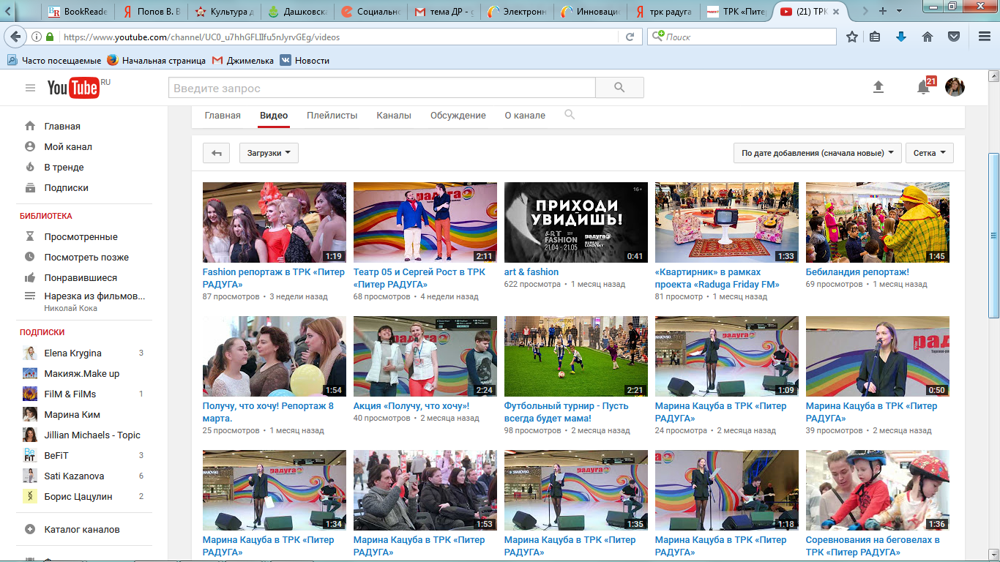 BookReade
Попов В. В
Культура д
Дашковска
Социально
тема ДР - g
Электронн
Инноваци
трк радуга
ТРК «Питер
(21) ТРК
https://www.youtube.com/channel/UC0_u7hhGFLIIfu5nJyrvGEg/videos
Поиск
Часто посещаемые
Начальная страница
Джимелька
Новости
YouTube RU
Введите запрос
21
Главная
Мой канал
В тренде
Подписки
БИБЛИОТЕКА
Просмотренные
Посмотреть позже
Понравившиеся
Нарезка из фильмов...
Николай Кока
ПОДПИСКИ
Elena Krygina 3
Макияж.Make up
FilM & FilMs 1
Марина Ким
Jillian Michaels - Topic
BeFiT 3
Sati Kazanova 6
Борис Цацулин 2
Каталог каналов
Главная Видео Плейлисты Каналы Обсуждение О канале
Загрузки
По дате добавления (сначала новые)
Сетка
1:19
Fashion репортаж в ТРК «Питер
РАДУГА»
87 просмотров • 3 недели назад
радуга
2:11
Театр 05 и Сергей Рост в ТРК
«Питер РАДУГА»
68 просмотров • 4 недели назад
16+
ПРИХОДИ
УВИДИШЬ!
ART
FASHION
21.04 - 21.05
радуга
0:41
art & fashion
622 просмотра • 1 месяц назад
1:33
«Квартирник» в рамках
проекта «Raduga Friday FM»
81 просмотр • 1 месяц назад
1:45
Бебиландия репортаж!
69 просмотров • 1 месяц назад
1:54
Получу, что хочу! Репортаж 8
марта.
25 просмотров • 1 месяц назад
радуга
2:24
Акция «Получу, что хочу»!
40 просмотров • 2 месяца назад
2:21
Футбольный турнир - Пусть
всегда будет мама!
98 просмотров • 2 месяца назад
SWAROVSKI
радуга
1:09
Марина Кацуба в ТРК «Питер
РАДУГА»
24 просмотра • 2 месяца назад
радуга
0:50
Марина Кацуба в ТРК «Питер
РАДУГА»
39 просмотров • 2 месяца назад
радуга
1:34
Марина Кацуба в ТРК «Питер
РАДУГА»
1:53
Марина Кацуба в ТРК «Питер
РАДУГА»
радуга
1:35
Марина Кацуба в ТРК «Питер
РАДУГА»
радуга
1:18
Марина Кацуба в ТРК «Питер
РАДУГА»
1:36
Соревнования на беговелах в
ТРК «Питер РАДУГА»